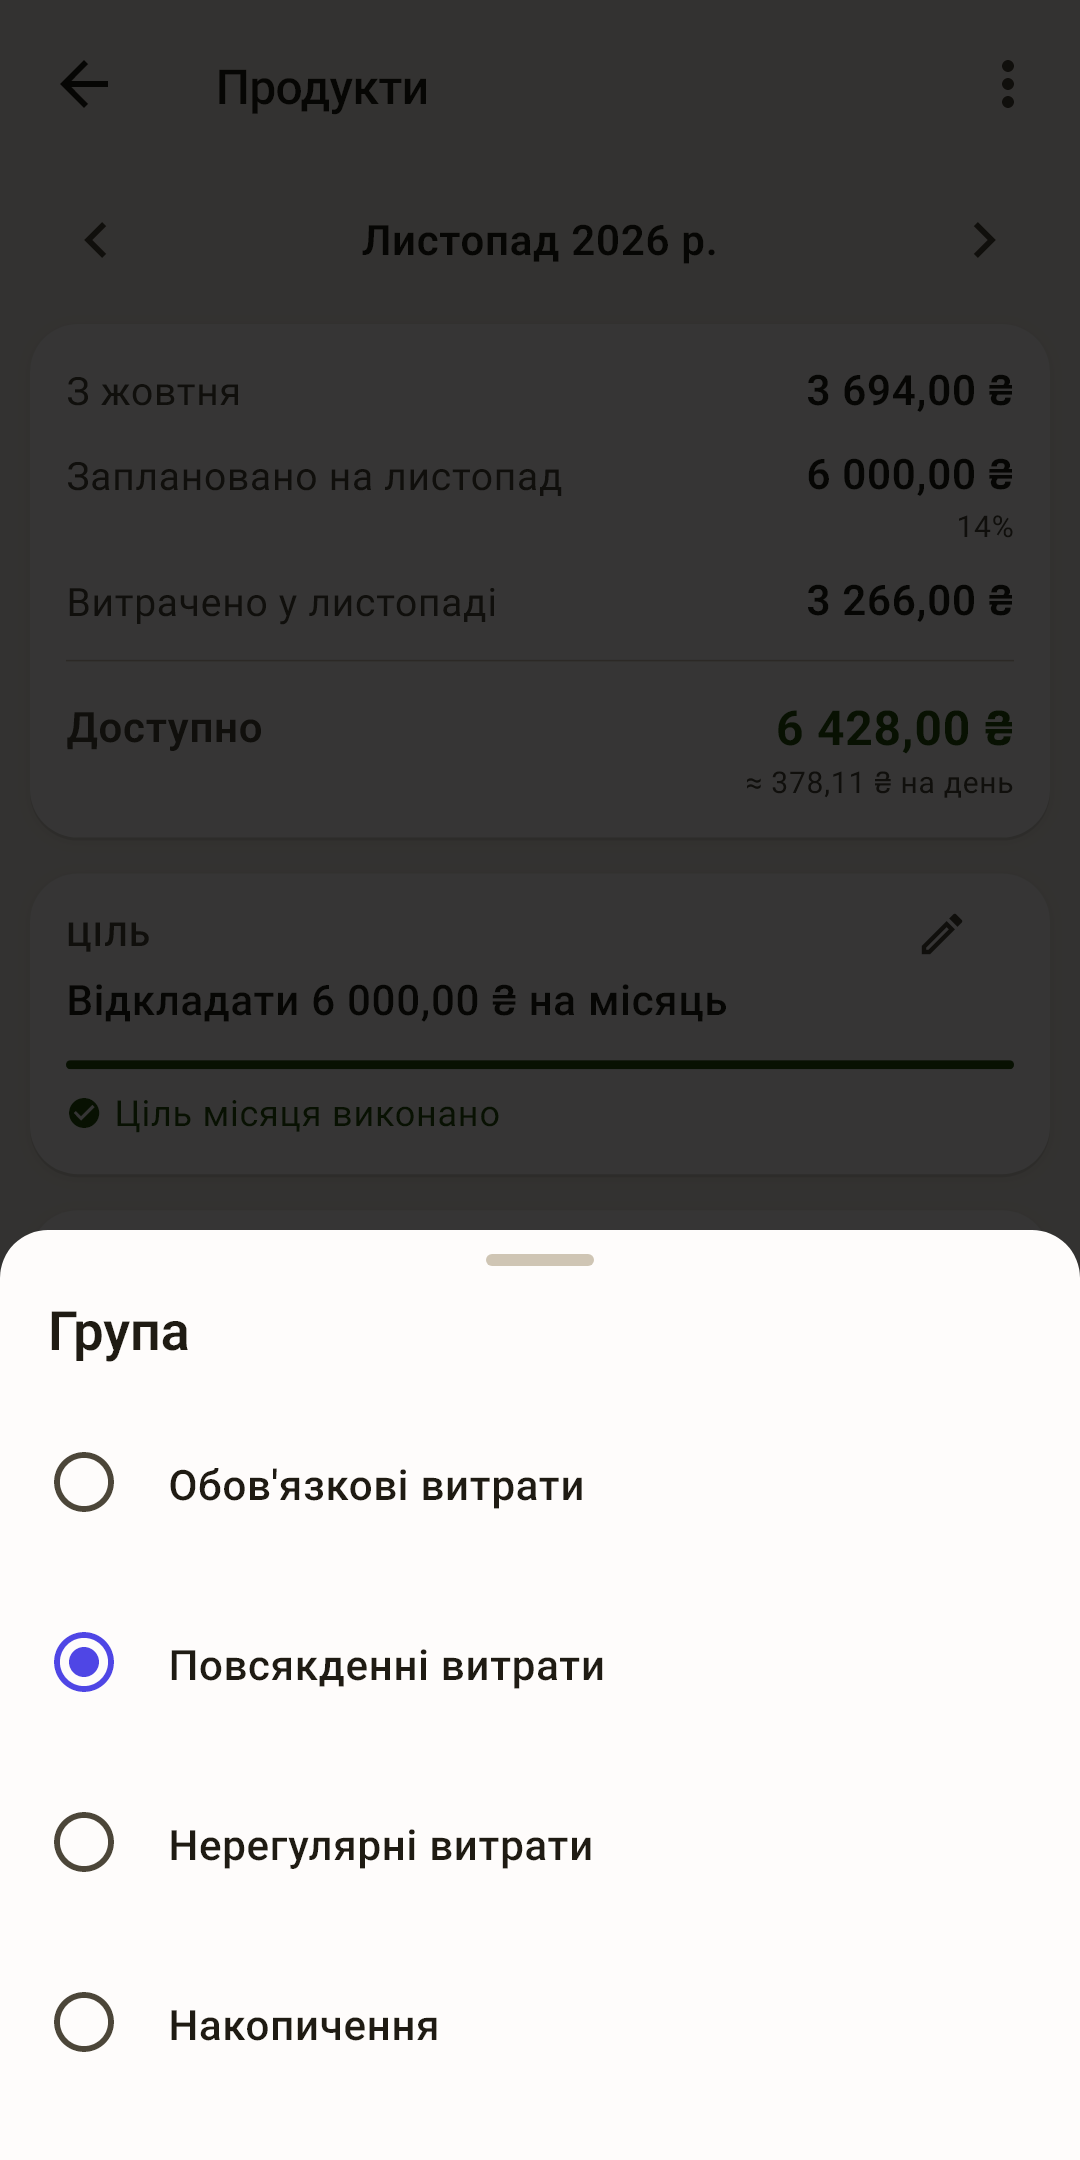 Продукти
Листопад 2026 р.
З жовтня 3 694,00 ₴
Заплановано на листопад 6 000,00 ₴
14%
Витрачено у листопаді 3 266,00 ₴
Доступно 6 428,00 ₴
≈ 378,11 ₴ на день
ЦІЛЬ
Відкладати 6 000,00 ₴ на місяць
Ціль місяця виконано
Група
Обов'язкові витрати
Повсякденні витрати
Нерегулярні витрати
Накопичення